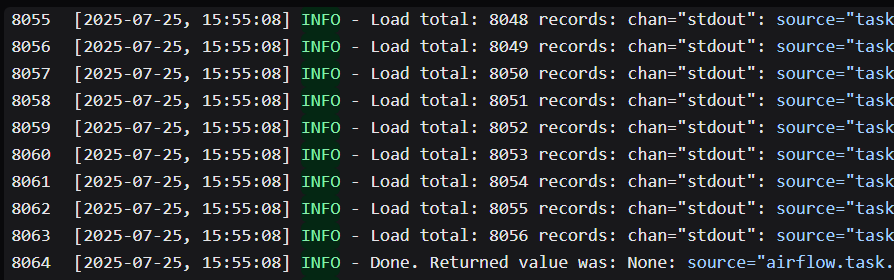 8055 [2025-07-25, 15:55:08] INFO - Load total: 8048 records: chan="stdout": source="task
8056 [2025-07-25, 15:55:08] INFO - Load total: 8049 records: chan="stdout": source="task
8057 [2025-07-25, 15:55:08] INFO - Load total: 8050 records: chan="stdout": source="task
8058 [2025-07-25, 15:55:08] INFO - Load total: 8051 records: chan="stdout": source="task
8059 [2025-07-25, 15:55:08] INFO - Load total: 8052 records: chan="stdout": source="task
8060 [2025-07-25, 15:55:08] INFO - Load total: 8053 records: chan="stdout": source="task
8061 [2025-07-25, 15:55:08] INFO - Load total: 8054 records: chan="stdout": source="task
8062 [2025-07-25, 15:55:08] INFO - Load total: 8055 records: chan="stdout": source="task
8063 [2025-07-25, 15:55:08] INFO - Load total: 8056 records: chan="stdout": source="task
8064 [2025-07-25, 15:55:08] INFO - Done. Returned value was: None: source="airflow.task.